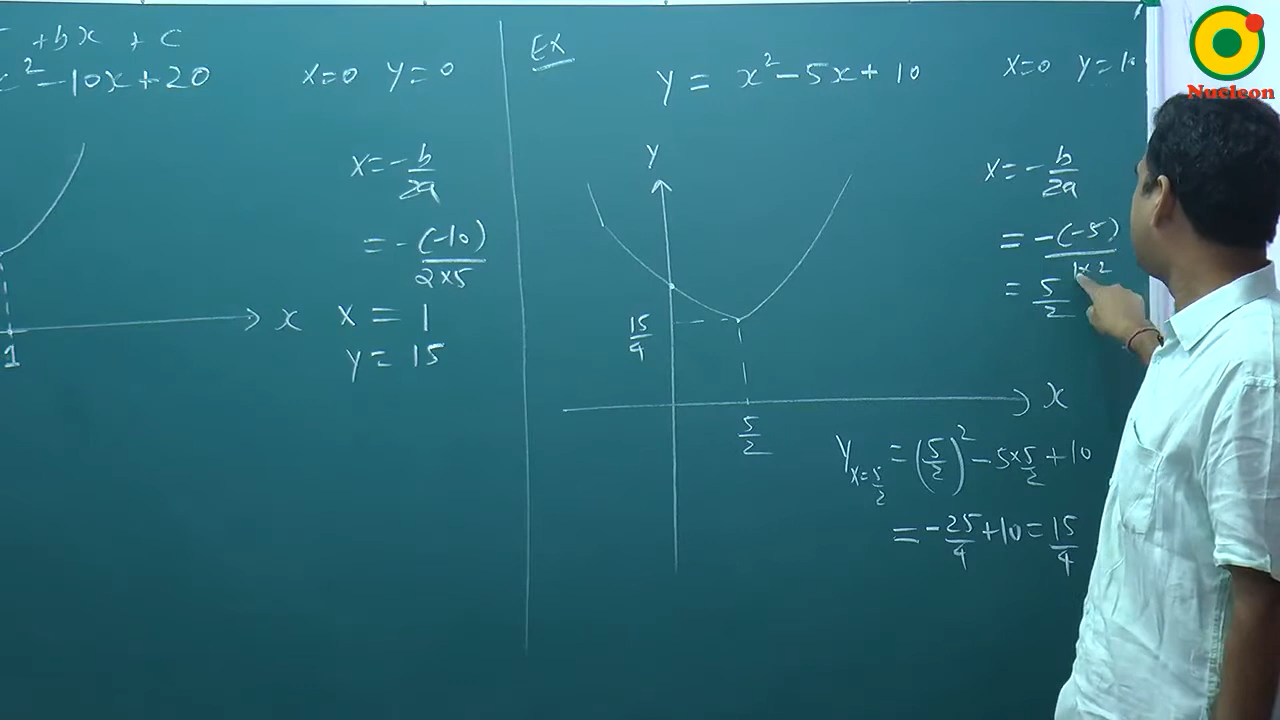 +bx + c
x² -10x+20
x=0 y=0
x=-b/2a
=-(-10)/2×5
x = 1
y= 15
x
1
Ex
y = x²-5x+10
x=0 y=10
y
x=-b/2a
= -(-5)/1×2
= 5/2
15/4
x
5/2
y x=5/2 = (5/2)² -5×5/2 +10
= -25/4 +10= 15/4
Nucleon